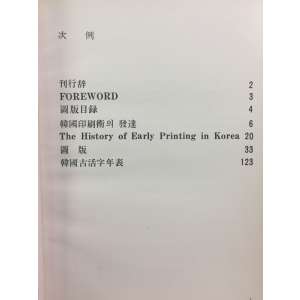 次 例
刊行辞 2
FOREWORD 3
圖版目録 4
韓國印刷術의 發達 6
The History of Early Printing in Korea 20
圖 版 33
韓國古活字年表 123